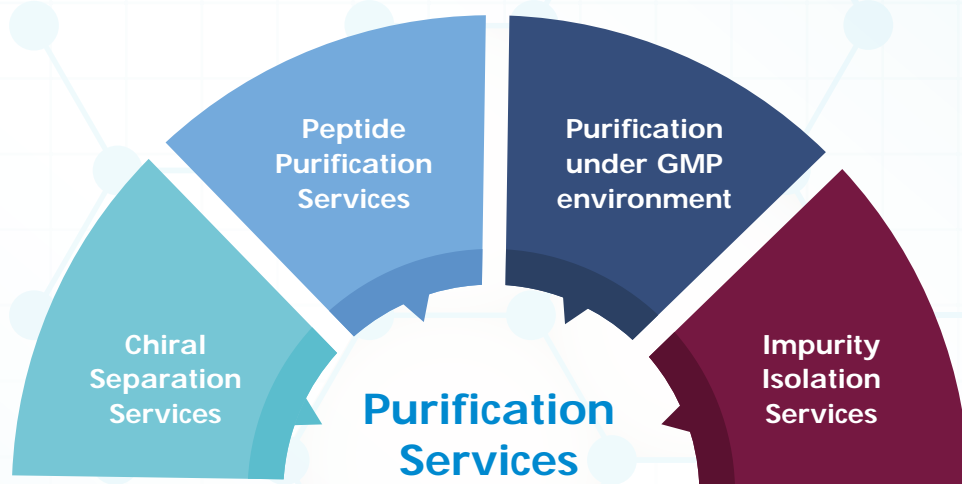 Peptide
Purification
Services
Purification
under GMP
environment
Chiral
Separation
Services
Impurity
Isolation
Services
Purification
Services